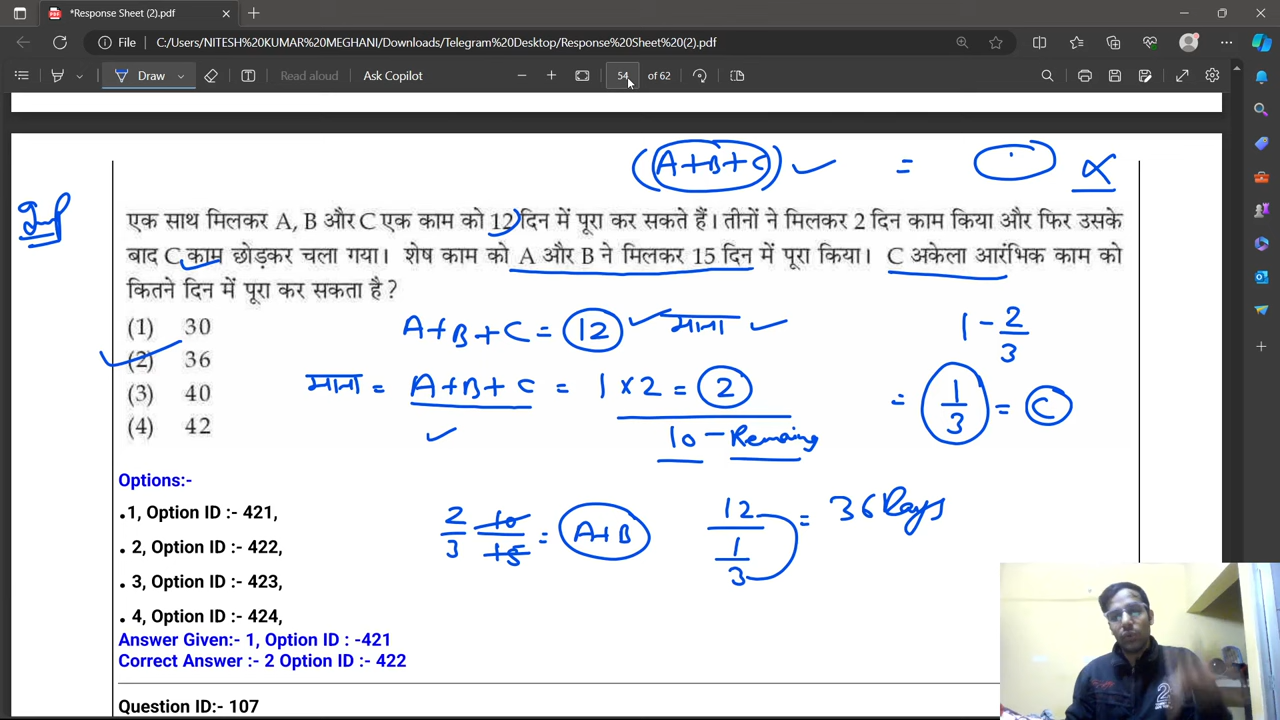 *Response Sheet (2).pdf
File C:/Users/NITESH%20KUMAR%20MEGHANI/Downloads/Telegram%20Desktop/Response%20Sheet%20(2).pdf
Draw Read aloud Ask Copilot 54 of 62
(A+B+C) = ∝
Imp
एक साथ मिलकर A, B और C एक काम को 12 दिन में पूरा कर सकते हैं। तीनों ने मिलकर 2 दिन काम किया और फिर उसके
बाद C काम छोड़कर चला गया। शेष काम को A और B ने मिलकर 15 दिन में पूरा किया। C अकेला आरंभिक काम को
कितने दिन में पूरा कर सकता है ?
(1) 30
(2) 36
(3) 40
(4) 42
A+B+C = 12 माना
1 - 2/3
माना = A+B+C = 1 × 2 = 2
= 1/3 = C
10 - Remaing
2/3 10/15 = A+B
12/(1/3) = 36 Days
Options:-
.1, Option ID :- 421,
. 2, Option ID :- 422,
. 3, Option ID :- 423,
. 4, Option ID :- 424,
Answer Given:- 1, Option ID : -421
Correct Answer :- 2 Option ID :- 422
Question ID:- 107